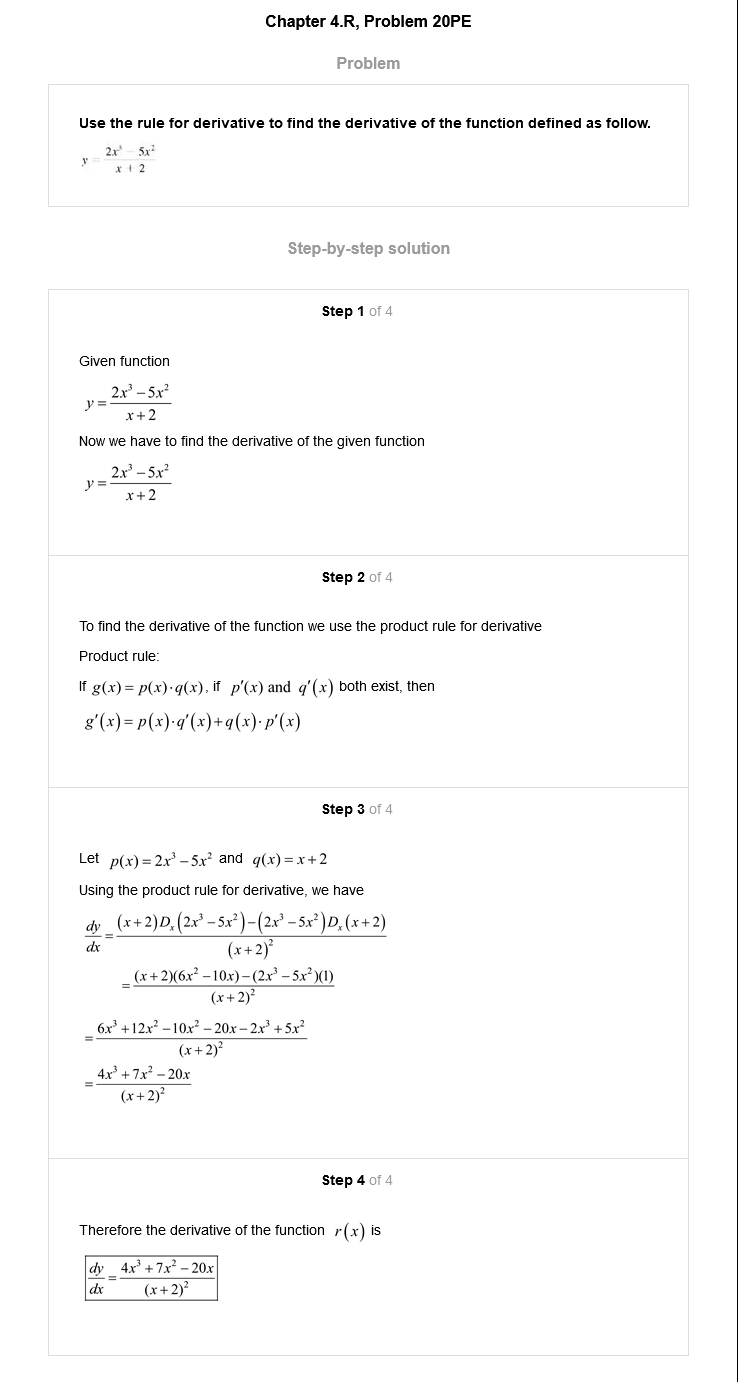 Chapter 4.R, Problem 20PE
Problem
Use the rule for derivative to find the derivative of the function defined as follow.
y = \frac{2x^3 - 5x^2}{x + 2}
Step-by-step solution
Step 1 of 4
Given function
y = \frac{2x^3 - 5x^2}{x + 2}
Now we have to find the derivative of the given function
y = \frac{2x^3 - 5x^2}{x + 2}
Step 2 of 4
To find the derivative of the function we use the product rule for derivative
Product rule:
If g(x) = p(x)·q(x), if p′(x) and q′(x) both exist, then
g′(x) = p(x)·q′(x)+q(x)·p′(x)
Step 3 of 4
Let p(x) = 2x^3 − 5x^2 and q(x) = x + 2
Using the product rule for derivative, we have
\frac{dy}{dx} = \frac{(x+2)D_x(2x^3 - 5x^2) - (2x^3 - 5x^2)D_x(x+2)}{(x+2)^2}
= \frac{(x+2)(6x^2 - 10x) - (2x^3 - 5x^2)(1)}{(x+2)^2}
= \frac{6x^3 + 12x^2 - 10x^2 - 20x - 2x^3 + 5x^2}{(x+2)^2}
= \frac{4x^3 + 7x^2 - 20x}{(x+2)^2}
Step 4 of 4
Therefore the derivative of the function r(x) is
\frac{dy}{dx} = \frac{4x^3 + 7x^2 - 20x}{(x+2)^2}